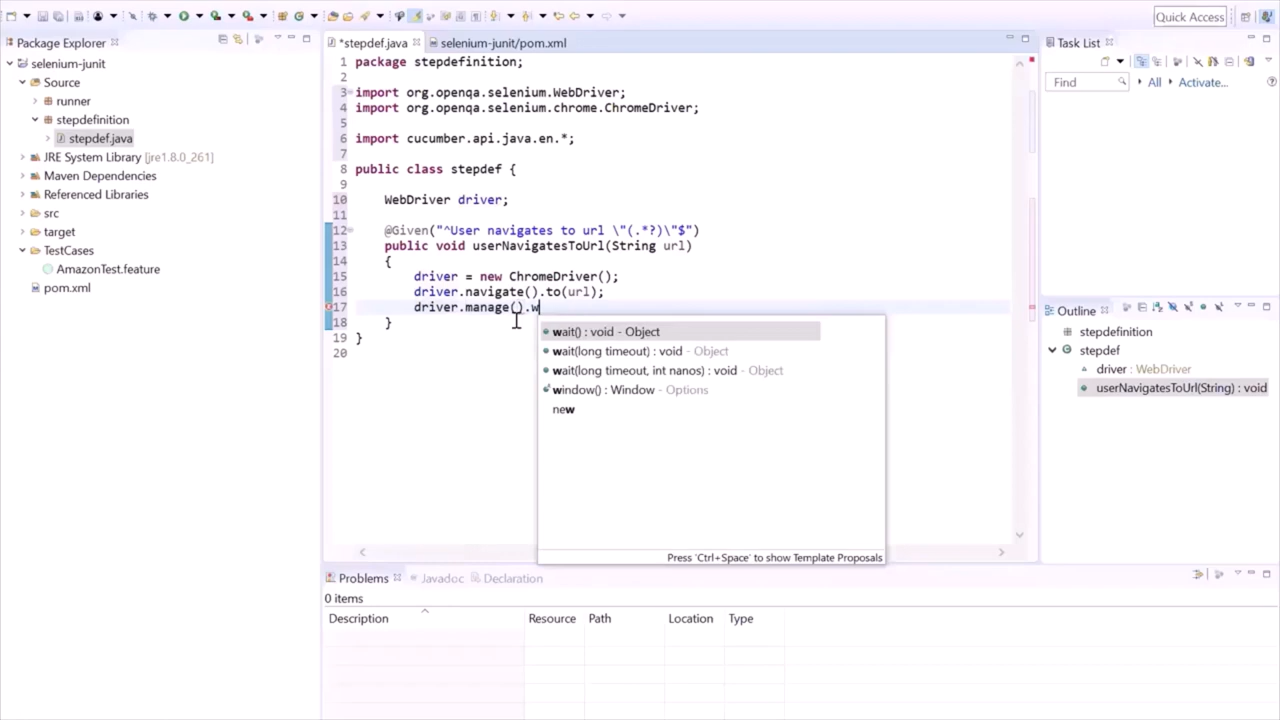 Quick Access
Package Explorer
selenium-junit
Source
runner
stepdefinition
stepdef.java
JRE System Library [jre1.8.0_261]
Maven Dependencies
Referenced Libraries
src
target
TestCases
AmazonTest.feature
pom.xml
*stepdef.java
selenium-junit/pom.xml
1 package stepdefinition;
2
3 import org.openqa.selenium.WebDriver;
4 import org.openqa.selenium.chrome.ChromeDriver;
5
6 import cucumber.api.java.en.*;
7
8 public class stepdef {
9
10 WebDriver driver;
11
12 @Given("^User navigates to url \"(.*?)\"$")
13 public void userNavigatesToUrl(String url)
14 {
15 driver = new ChromeDriver();
16 driver.navigate().to(url);
17 driver.manage().w
18 }
19 }
20
wait() : void - Object
wait(long timeout) : void - Object
wait(long timeout, int nanos) : void - Object
window() : Window - Options
new
Press 'Ctrl+Space' to show Template Proposals
Task List
Find
All
Activate...
Outline
stepdefinition
stepdef
driver : WebDriver
userNavigatesToUrl(String) : void
Problems
Javadoc
Declaration
0 items
Description Resource Path Location Type